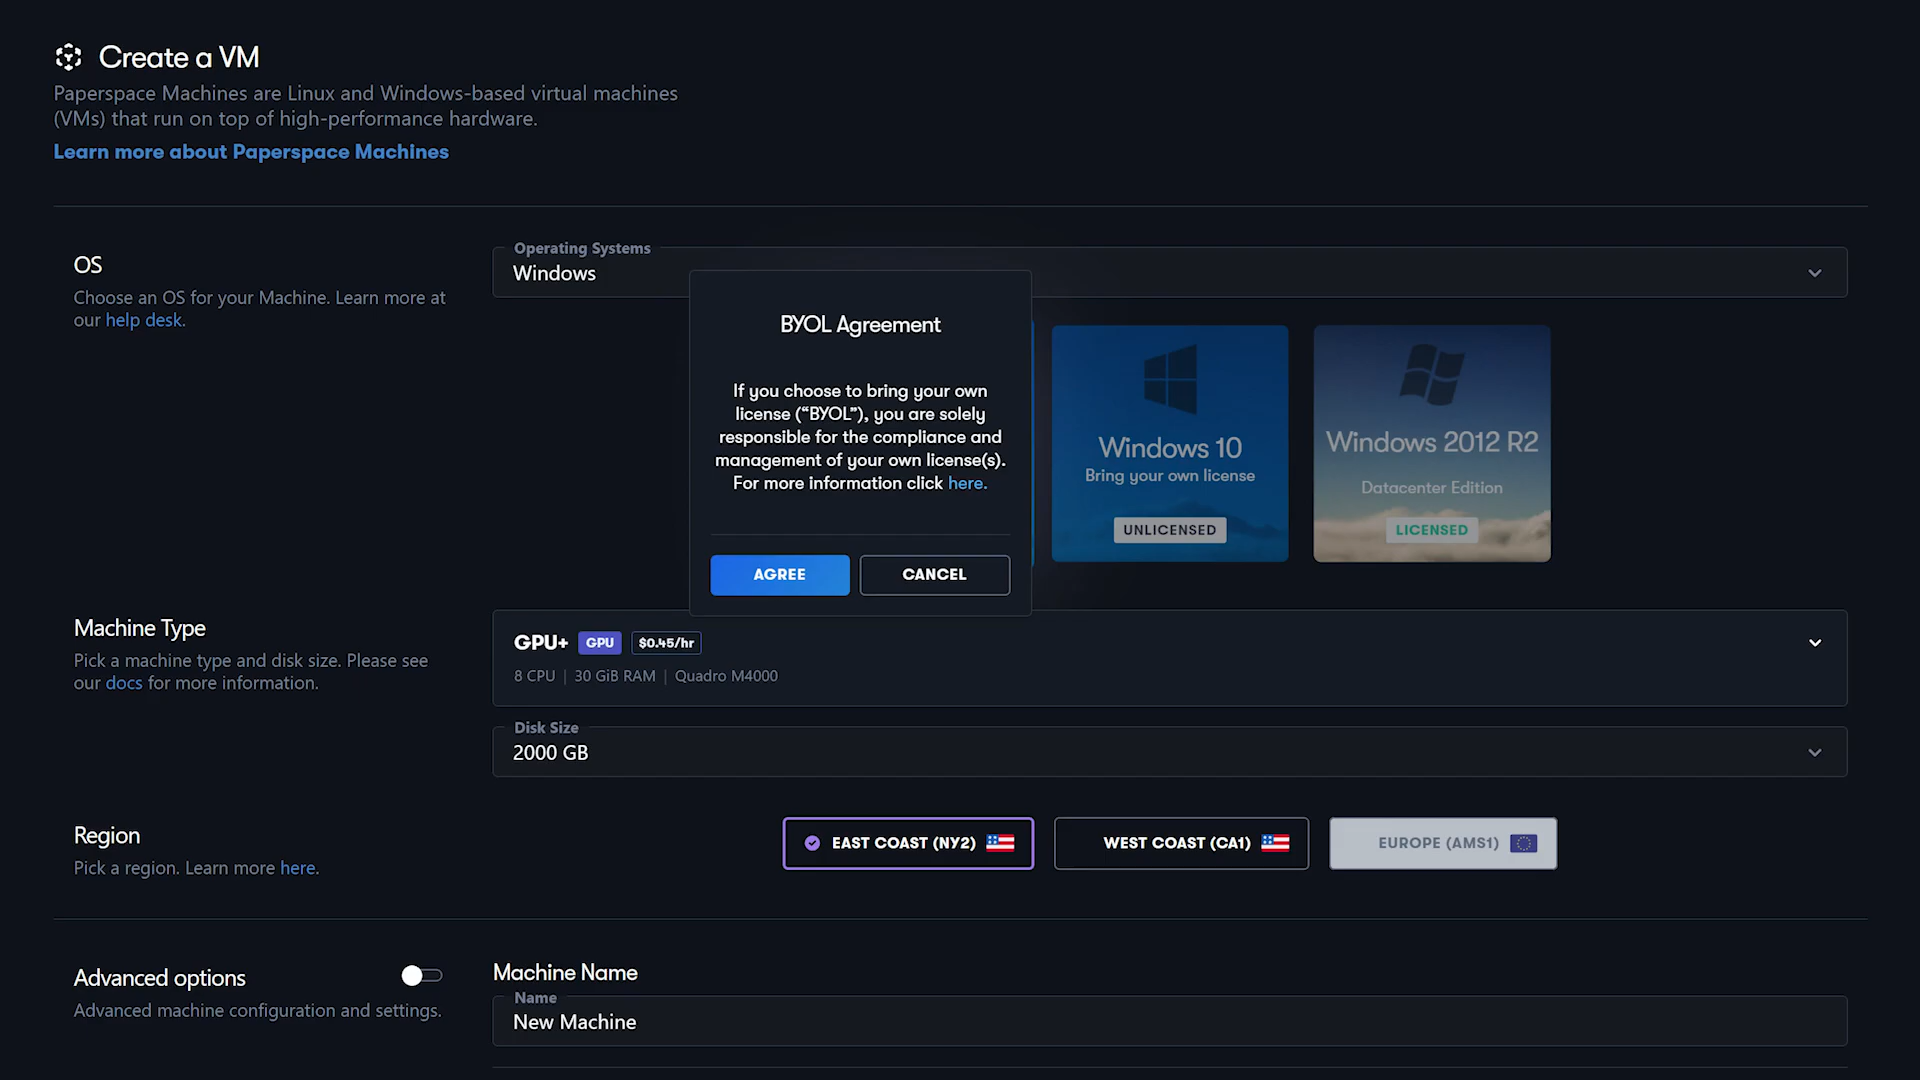 Create a VM
Paperspace Machines are Linux and Windows-based virtual machines
(VMs) that run on top of high-performance hardware.
Learn more about Paperspace Machines
OS
Choose an OS for your Machine. Learn more at
our help desk.
Operating Systems
Windows
BYOL Agreement
If you choose to bring your own
license (“BYOL”), you are solely
responsible for the compliance and
management of your own license(s).
For more information click here.
AGREE
CANCEL
Windows 10
Bring your own license
UNLICENSED
Windows 2012 R2
Datacenter Edition
LICENSED
Machine Type
Pick a machine type and disk size. Please see
our docs for more information.
GPU+ GPU $0.45/hr
8 CPU | 30 GiB RAM | Quadro M4000
Disk Size
2000 GB
Region
Pick a region. Learn more here.
EAST COAST (NY2)
WEST COAST (CA1)
EUROPE (AMS1)
Advanced options
Advanced machine configuration and settings.
Machine Name
Name
New Machine